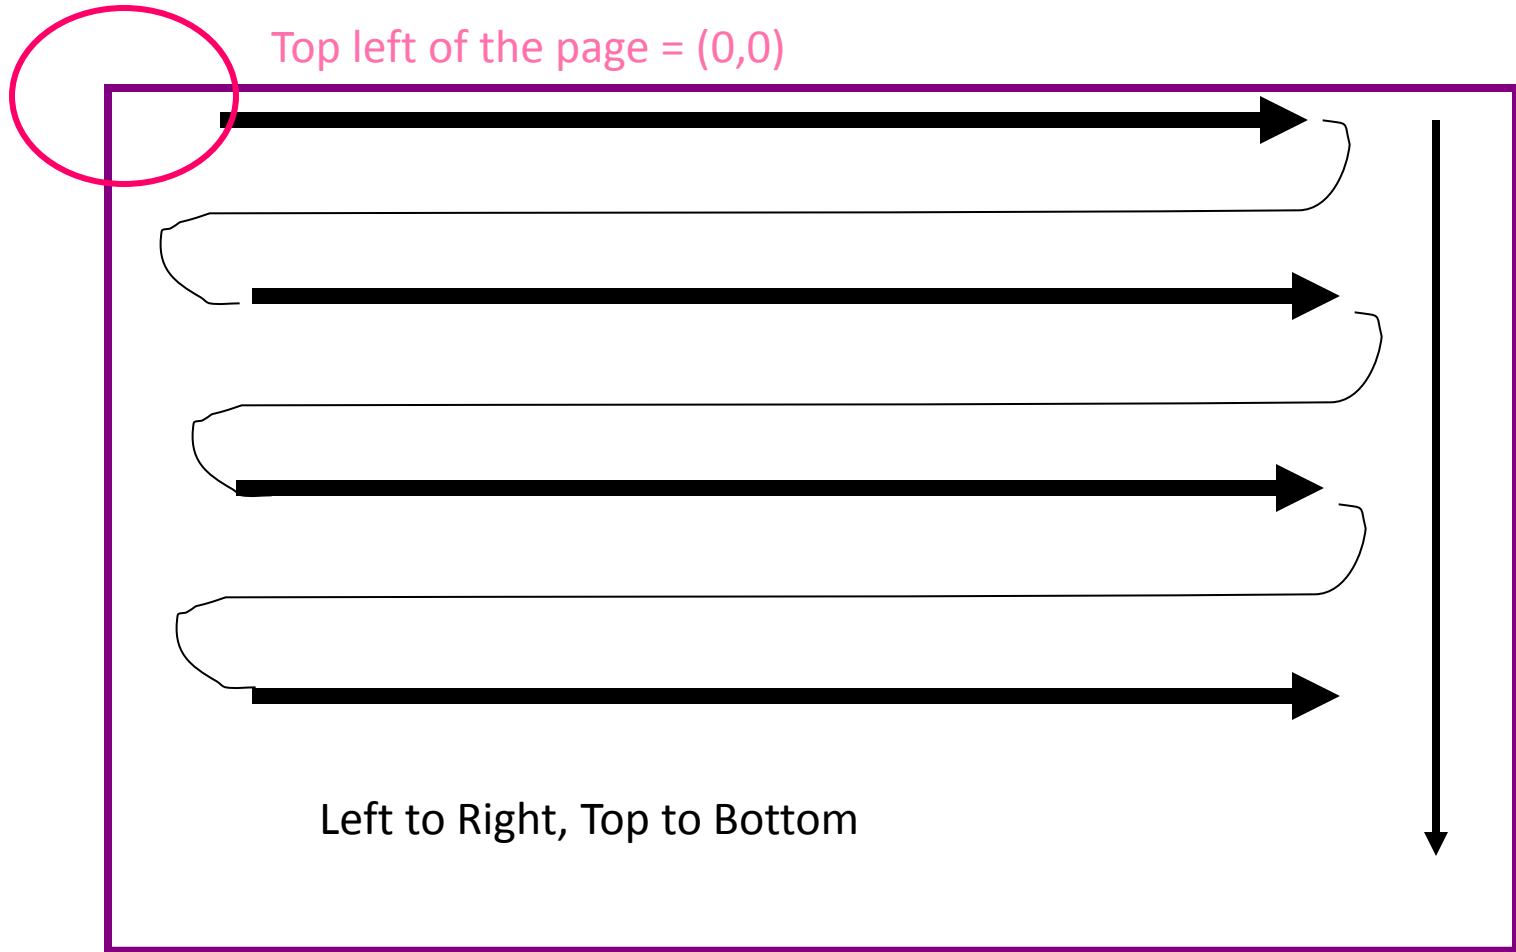 Top left of the page = (0,0)
Left to Right, Top to Bottom